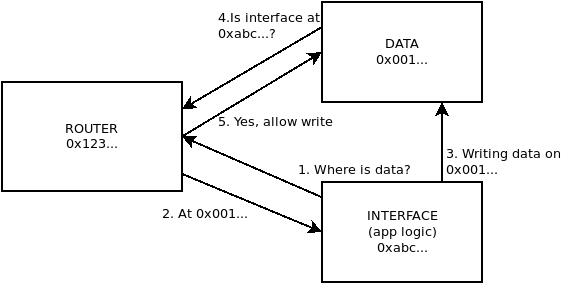 4.Is interface at
0xabc...?
DATA
0x001...
ROUTER
0x123...
5. Yes, allow write
1. Where is data?
3. Writing data on
0x001...
2. At 0x001...
INTERFACE
(app logic)
0xabc...